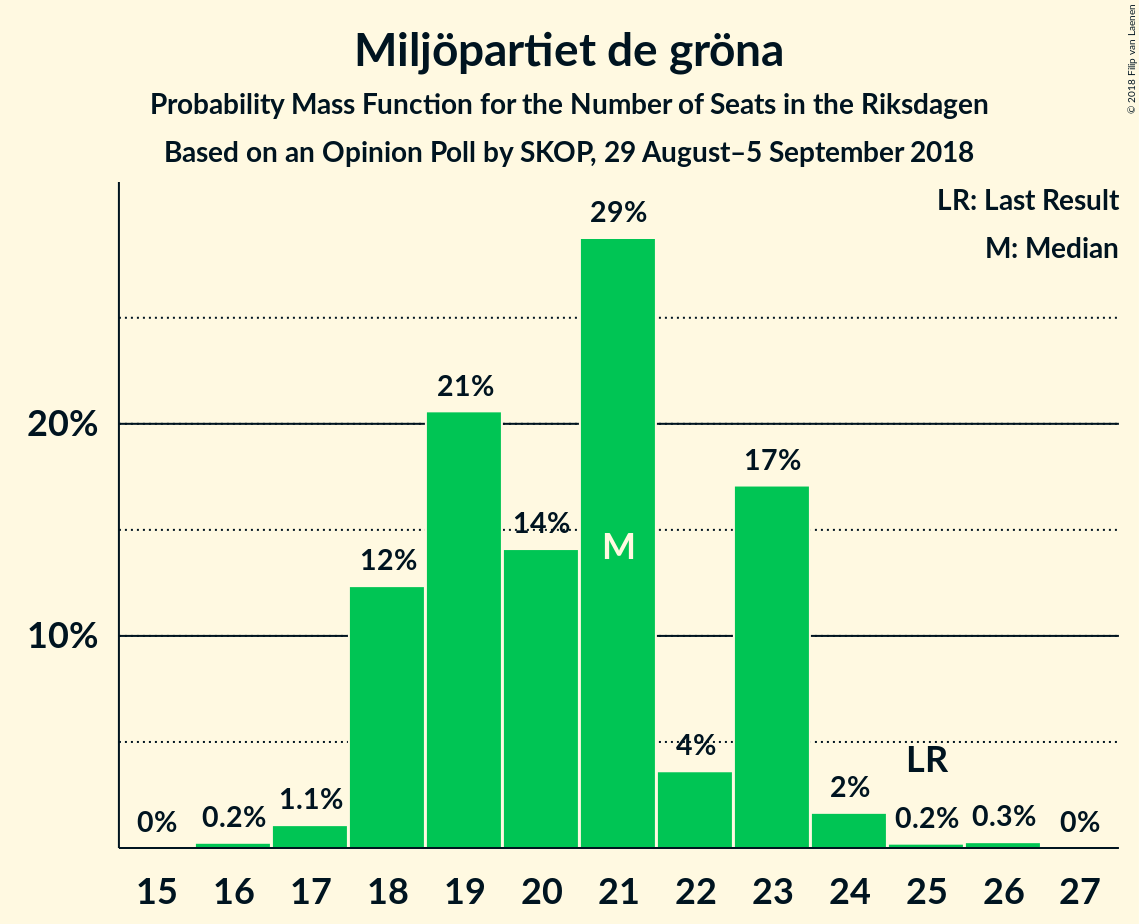 Miljöpartiet de gröna
Probability Mass Function for the Number of Seats in the Riksdagen
Based on an Opinion Poll by SKOP, 29 August–5 September 2018
© 2018 Filip van Laenen
LR: Last Result
M: Median
29%
21%
20%
17%
14%
M
12%
10%
4%
LR
2%
1.1%
0%
0.2%
0.2%
0.3%
0%
15 16 17 18 19 20 21 22 23 24 25 26 27